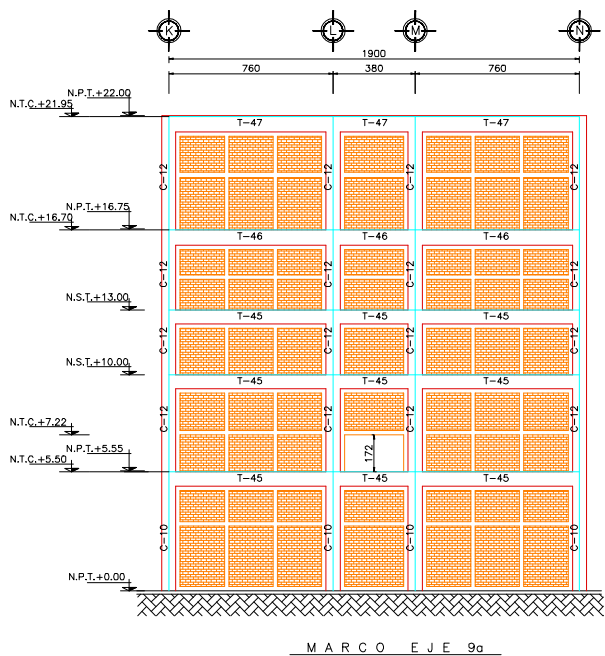 K L M N
1900
760 380 760
N.P.T.+22.00
N.T.C.+21.95
T-47 T-47 T-47
C-12 C-12 C-12 C-12
N.P.T.+16.75
N.T.C.+16.70
T-46 T-46 T-46
C-12 C-12 C-12 C-12
N.S.T.+13.00
T-45 T-45 T-45
C-12 C-12 C-12 C-12
N.S.T.+10.00
T-45 T-45 T-45
C-12 C-12 C-12 C-12
N.T.C.+7.22
172
N.P.T.+5.55
N.T.C.+5.50
T-45 T-45 T-45
C-10 C-10 C-10 C-10
N.P.T.+0.00
MARCO EJE 9a